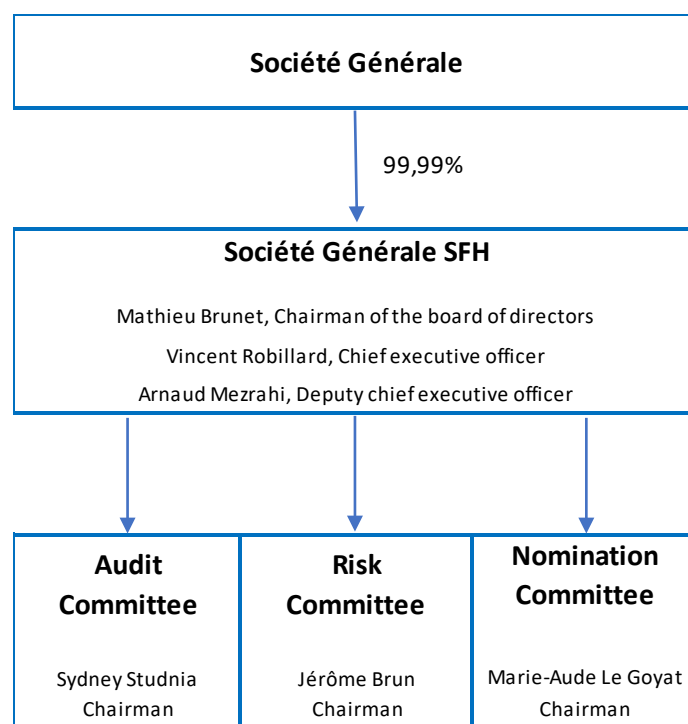 Société Générale
99,99%
Société Générale SFH
Mathieu Brunet, Chairman of the board of directors
Vincent Robillard, Chief executive officer
Arnaud Mezrahi, Deputy chief executive officer
Audit
Committee
Sydney Studnia
Chairman
Risk
Committee
Jérôme Brun
Chairman
Nomination
Committee
Marie-Aude Le Goyat
Chairman